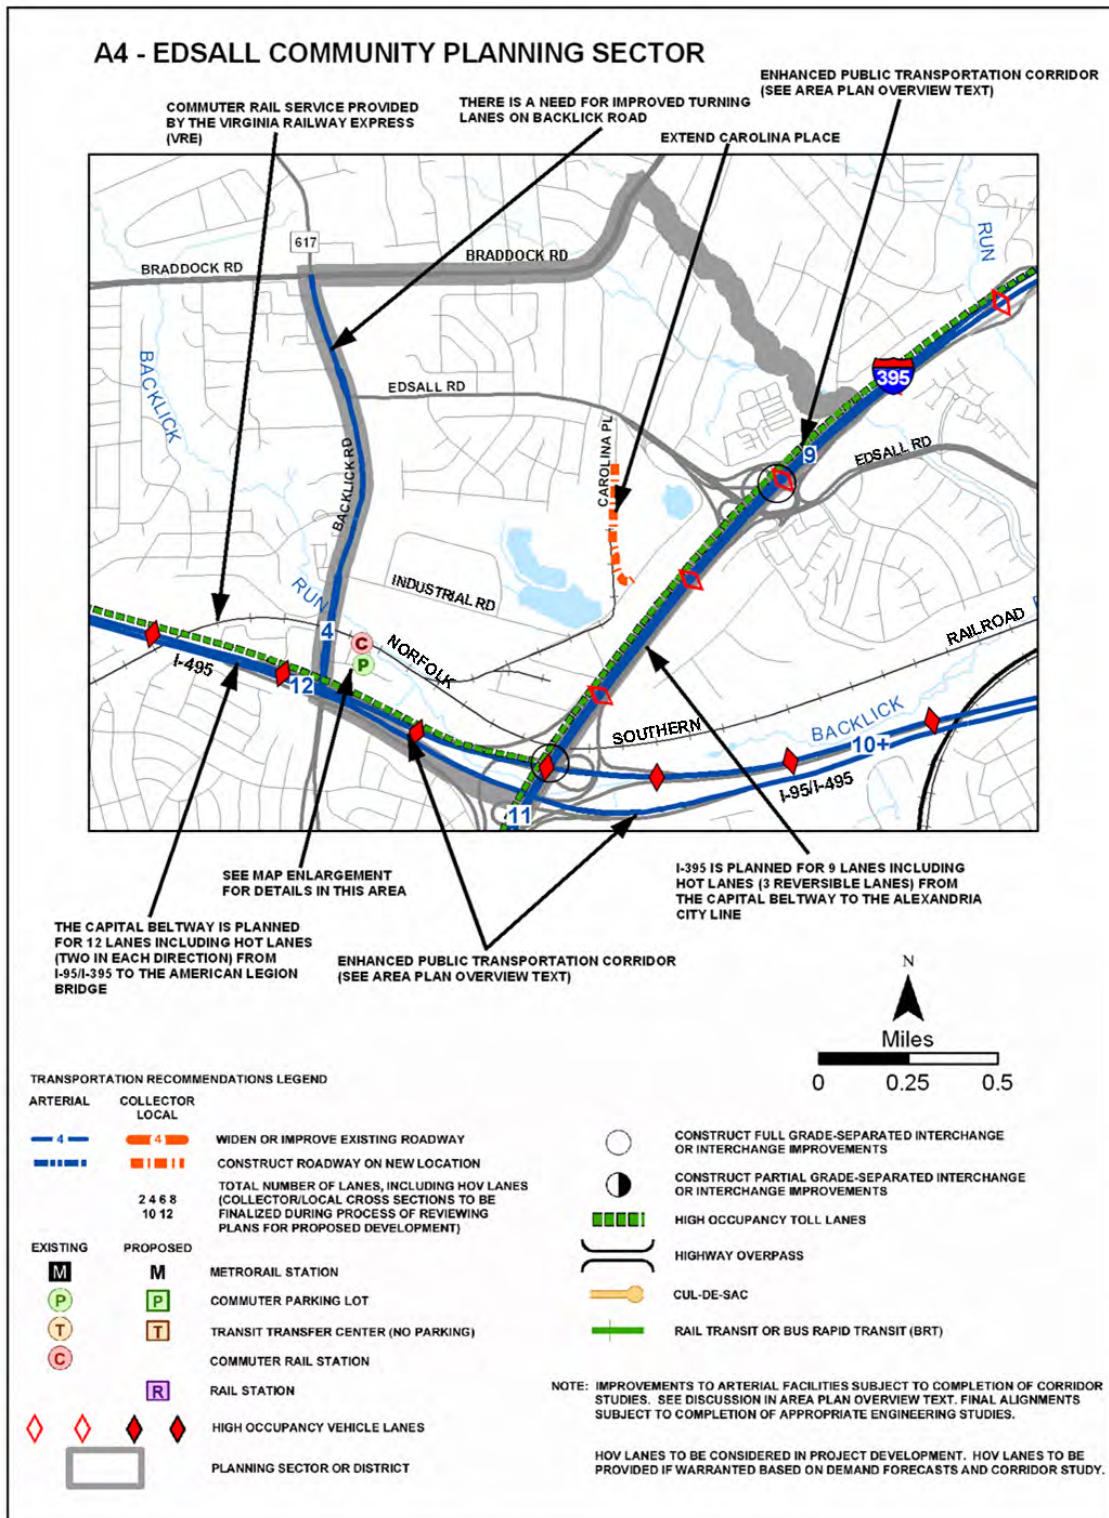 A4 - EDSALL COMMUNITY PLANNING SECTOR
ENHANCED PUBLIC TRANSPORTATION CORRIDOR
(SEE AREA PLAN OVERVIEW TEXT)
COMMUTER RAIL SERVICE PROVIDED
BY THE VIRGINIA RAILWAY EXPRESS
(VRE)
THERE IS A NEED FOR IMPROVED TURNING
LANES ON BACKLICK ROAD
EXTEND CAROLINA PLACE
617
BRADDOCK RD
BRADDOCK RD
RUN
BACKLICK
EDSALL RD
395
CAROLINA PL
9
EDSALL RD
BACKLICK RD
RUN
INDUSTRIAL RD
4
C
P
NORFOLK
RAILROAD
I-495
12
SOUTHERN
BACKLICK
10+
I-95/I-495
11
SEE MAP ENLARGEMENT
FOR DETAILS IN THIS AREA
I-395 IS PLANNED FOR 9 LANES INCLUDING
HOT LANES (3 REVERSIBLE LANES) FROM
THE CAPITAL BELTWAY TO THE ALEXANDRIA
CITY LINE
THE CAPITAL BELTWAY IS PLANNED
FOR 12 LANES INCLUDING HOT LANES
(TWO IN EACH DIRECTION) FROM
I-95/I-395 TO THE AMERICAN LEGION
BRIDGE
ENHANCED PUBLIC TRANSPORTATION CORRIDOR
(SEE AREA PLAN OVERVIEW TEXT)
N
Miles
0 0.25 0.5
TRANSPORTATION RECOMMENDATIONS LEGEND
ARTERIAL COLLECTOR
LOCAL
4 4 WIDEN OR IMPROVE EXISTING ROADWAY
CONSTRUCT ROADWAY ON NEW LOCATION
2 4 6 8
10 12
TOTAL NUMBER OF LANES, INCLUDING HOV LANES
(COLLECTOR/LOCAL CROSS SECTIONS TO BE
FINALIZED DURING PROCESS OF REVIEWING
PLANS FOR PROPOSED DEVELOPMENT)
EXISTING PROPOSED
M M METRORAIL STATION
P P COMMUTER PARKING LOT
T T TRANSIT TRANSFER CENTER (NO PARKING)
C COMMUTER RAIL STATION
R RAIL STATION
HIGH OCCUPANCY VEHICLE LANES
PLANNING SECTOR OR DISTRICT
CONSTRUCT FULL GRADE-SEPARATED INTERCHANGE
OR INTERCHANGE IMPROVEMENTS
CONSTRUCT PARTIAL GRADE-SEPARATED INTERCHANGE
OR INTERCHANGE IMPROVEMENTS
HIGH OCCUPANCY TOLL LANES
HIGHWAY OVERPASS
CUL-DE-SAC
RAIL TRANSIT OR BUS RAPID TRANSIT (BRT)
NOTE: IMPROVEMENTS TO ARTERIAL FACILITIES SUBJECT TO COMPLETION OF CORRIDOR
STUDIES. SEE DISCUSSION IN AREA PLAN OVERVIEW TEXT. FINAL ALIGNMENTS
SUBJECT TO COMPLETION OF APPROPRIATE ENGINEERING STUDIES.
HOV LANES TO BE CONSIDERED IN PROJECT DEVELOPMENT. HOV LANES TO BE
PROVIDED IF WARRANTED BASED ON DEMAND FORECASTS AND CORRIDOR STUDY.